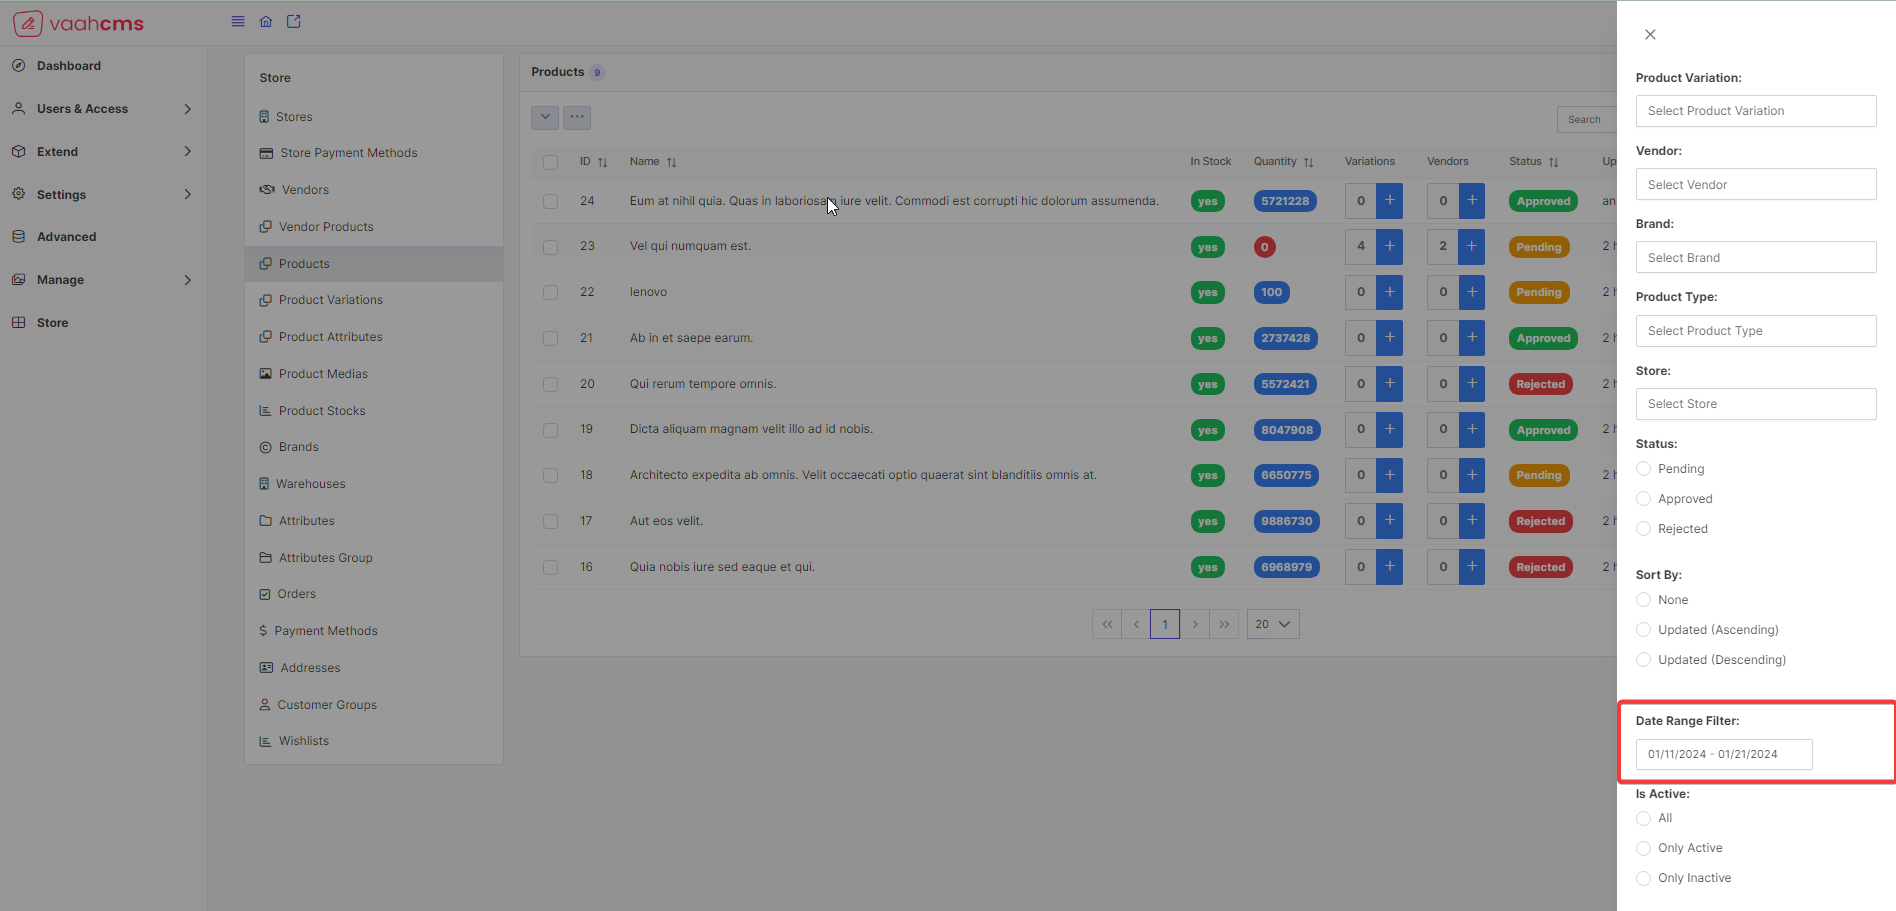 vaahcms
Dashboard
Users & Access
Extend
Settings
Advanced
Manage
Store
Store
Stores
Store Payment Methods
Vendors
Vendor Products
Products
Product Variations
Product Attributes
Product Medias
Product Stocks
Brands
Warehouses
Attributes
Attributes Group
Orders
Payment Methods
Addresses
Customer Groups
Wishlists
Products 9
Search
ID Name In Stock Quantity Variations Vendors Status Up
24 Eum at nihil quia. Quas in laboriosam iure velit. Commodi est corrupti hic dolorum assumenda. yes 5721228 0 + 0 + Approved an
23 Vel qui numquam est. yes 0 4 + 2 + Pending 2 h
22 lenovo yes 100 0 + 0 + Pending 2 h
21 Ab in et saepe earum. yes 2737428 0 + 0 + Approved 2 h
20 Qui rerum tempore omnis. yes 5572421 0 + 0 + Rejected 2 h
19 Dicta aliquam magnam velit illo ad id nobis. yes 8047908 0 + 0 + Approved 2 h
18 Architecto expedita ab omnis. Velit occaecati optio quaerat sint blanditiis omnis at. yes 6650775 0 + 0 + Pending 2 h
17 Aut eos velit. yes 9886730 0 + 0 + Rejected 2 h
16 Quia nobis iure sed eaque et qui. yes 6968979 0 + 0 + Rejected 2 h
1 20
Product Variation:
Select Product Variation
Vendor:
Select Vendor
Brand:
Select Brand
Product Type:
Select Product Type
Store:
Select Store
Status:
Pending
Approved
Rejected
Sort By:
None
Updated (Ascending)
Updated (Descending)
Date Range Filter:
01/11/2024 - 01/21/2024
Is Active:
All
Only Active
Only Inactive